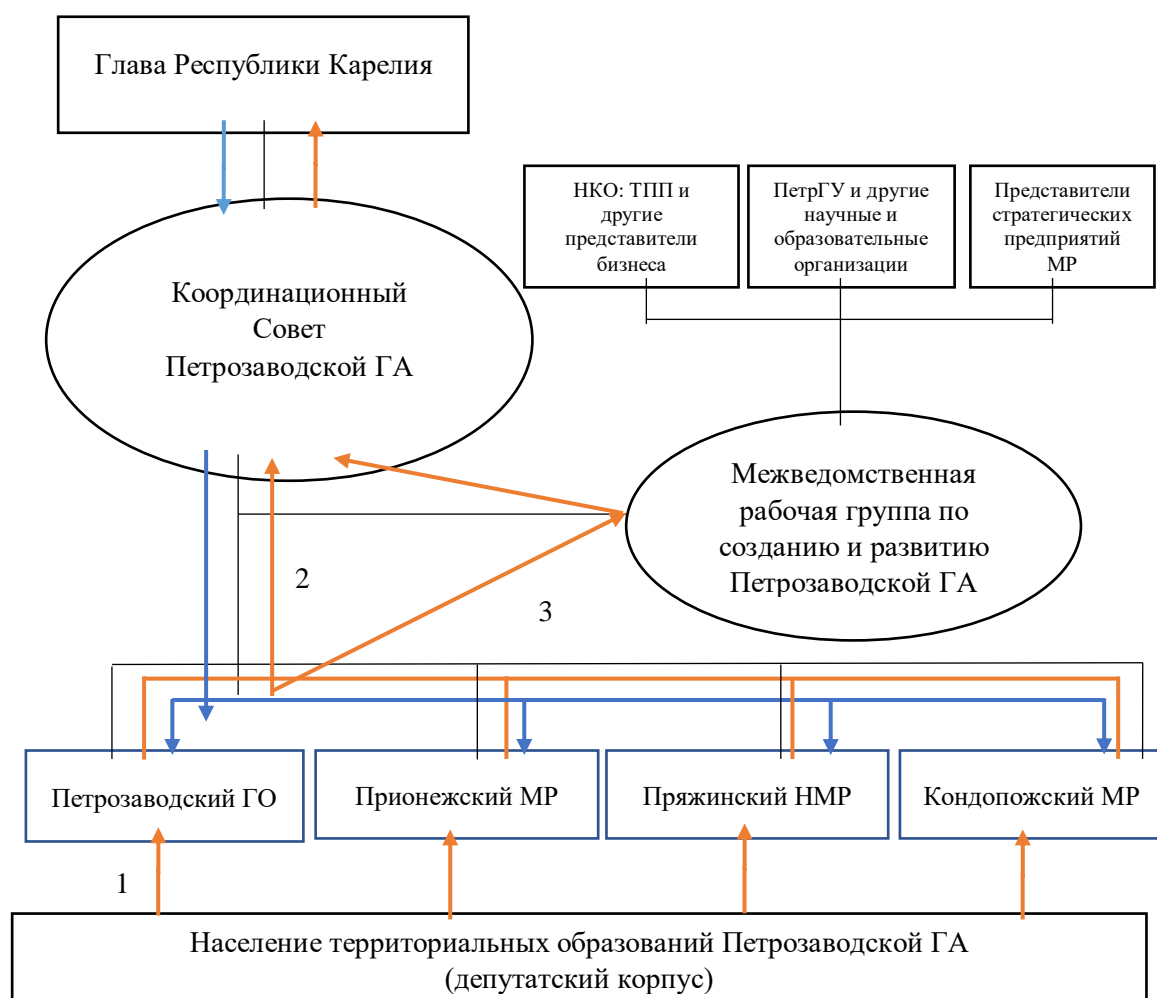 Глава Республики Карелия
НКО: ТПП и
другие
представители
бизнеса
ПетрГУ и другие
научные и
образовательные
организации
Представители
стратегических
предприятий
МР
Координационный
Совет
Петрозаводской ГА
Межведомственная
рабочая группа по
созданию и развитию
Петрозаводской ГА
2
3
Петрозаводский ГО
Прионежский МР
Пряжинский НМР
Кондопожский МР
1
Население территориальных образований Петрозаводской ГА
(депутатский корпус)